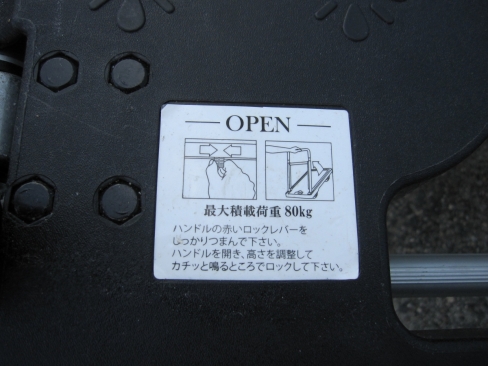 OPEN
最大積載荷重 80kg
ハンドルの赤いロックレバーを
しっかりつまんで下さい。
ハンドルを開き、高さを調整して
カチッと鳴るところでロックして下さい。